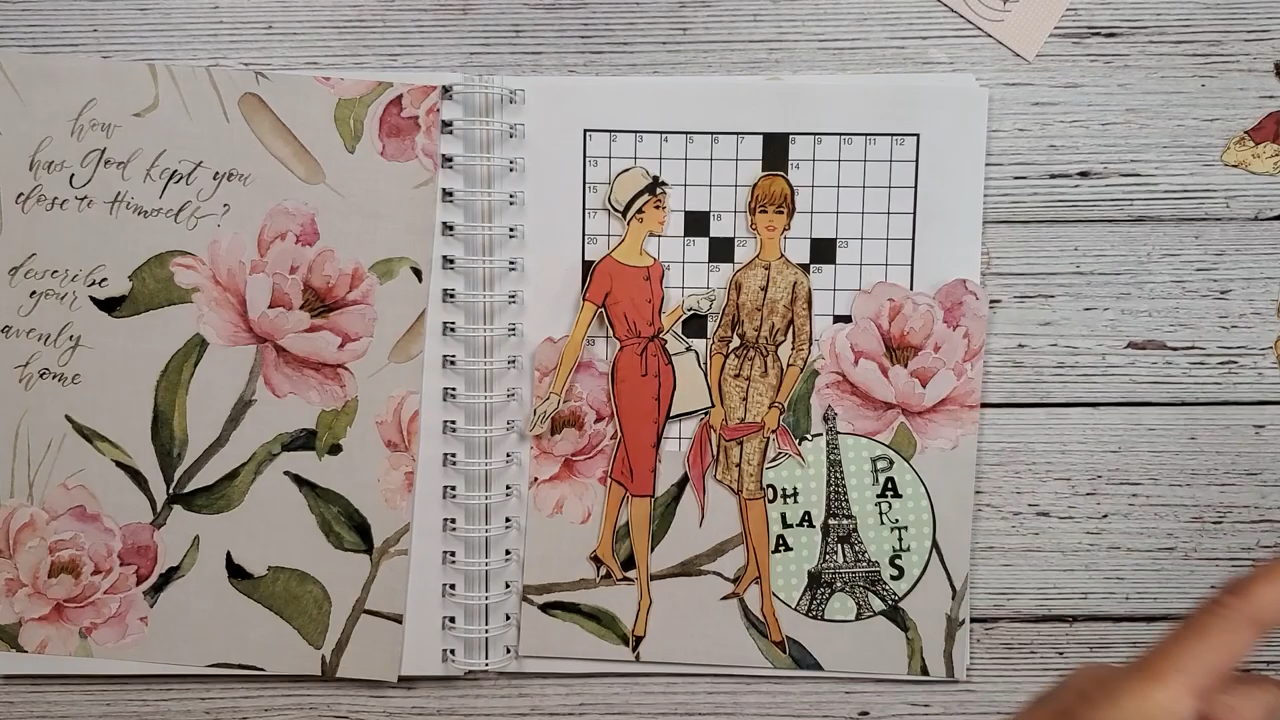 how
has God kept you
close to Himself?
describe
your
avenly
home
1 2 3 4 5 6 7 8 9 10 11 12
13 14
15
17 18
20 21 22 23
25 26
32
33
OH
LA
LA
PARIS